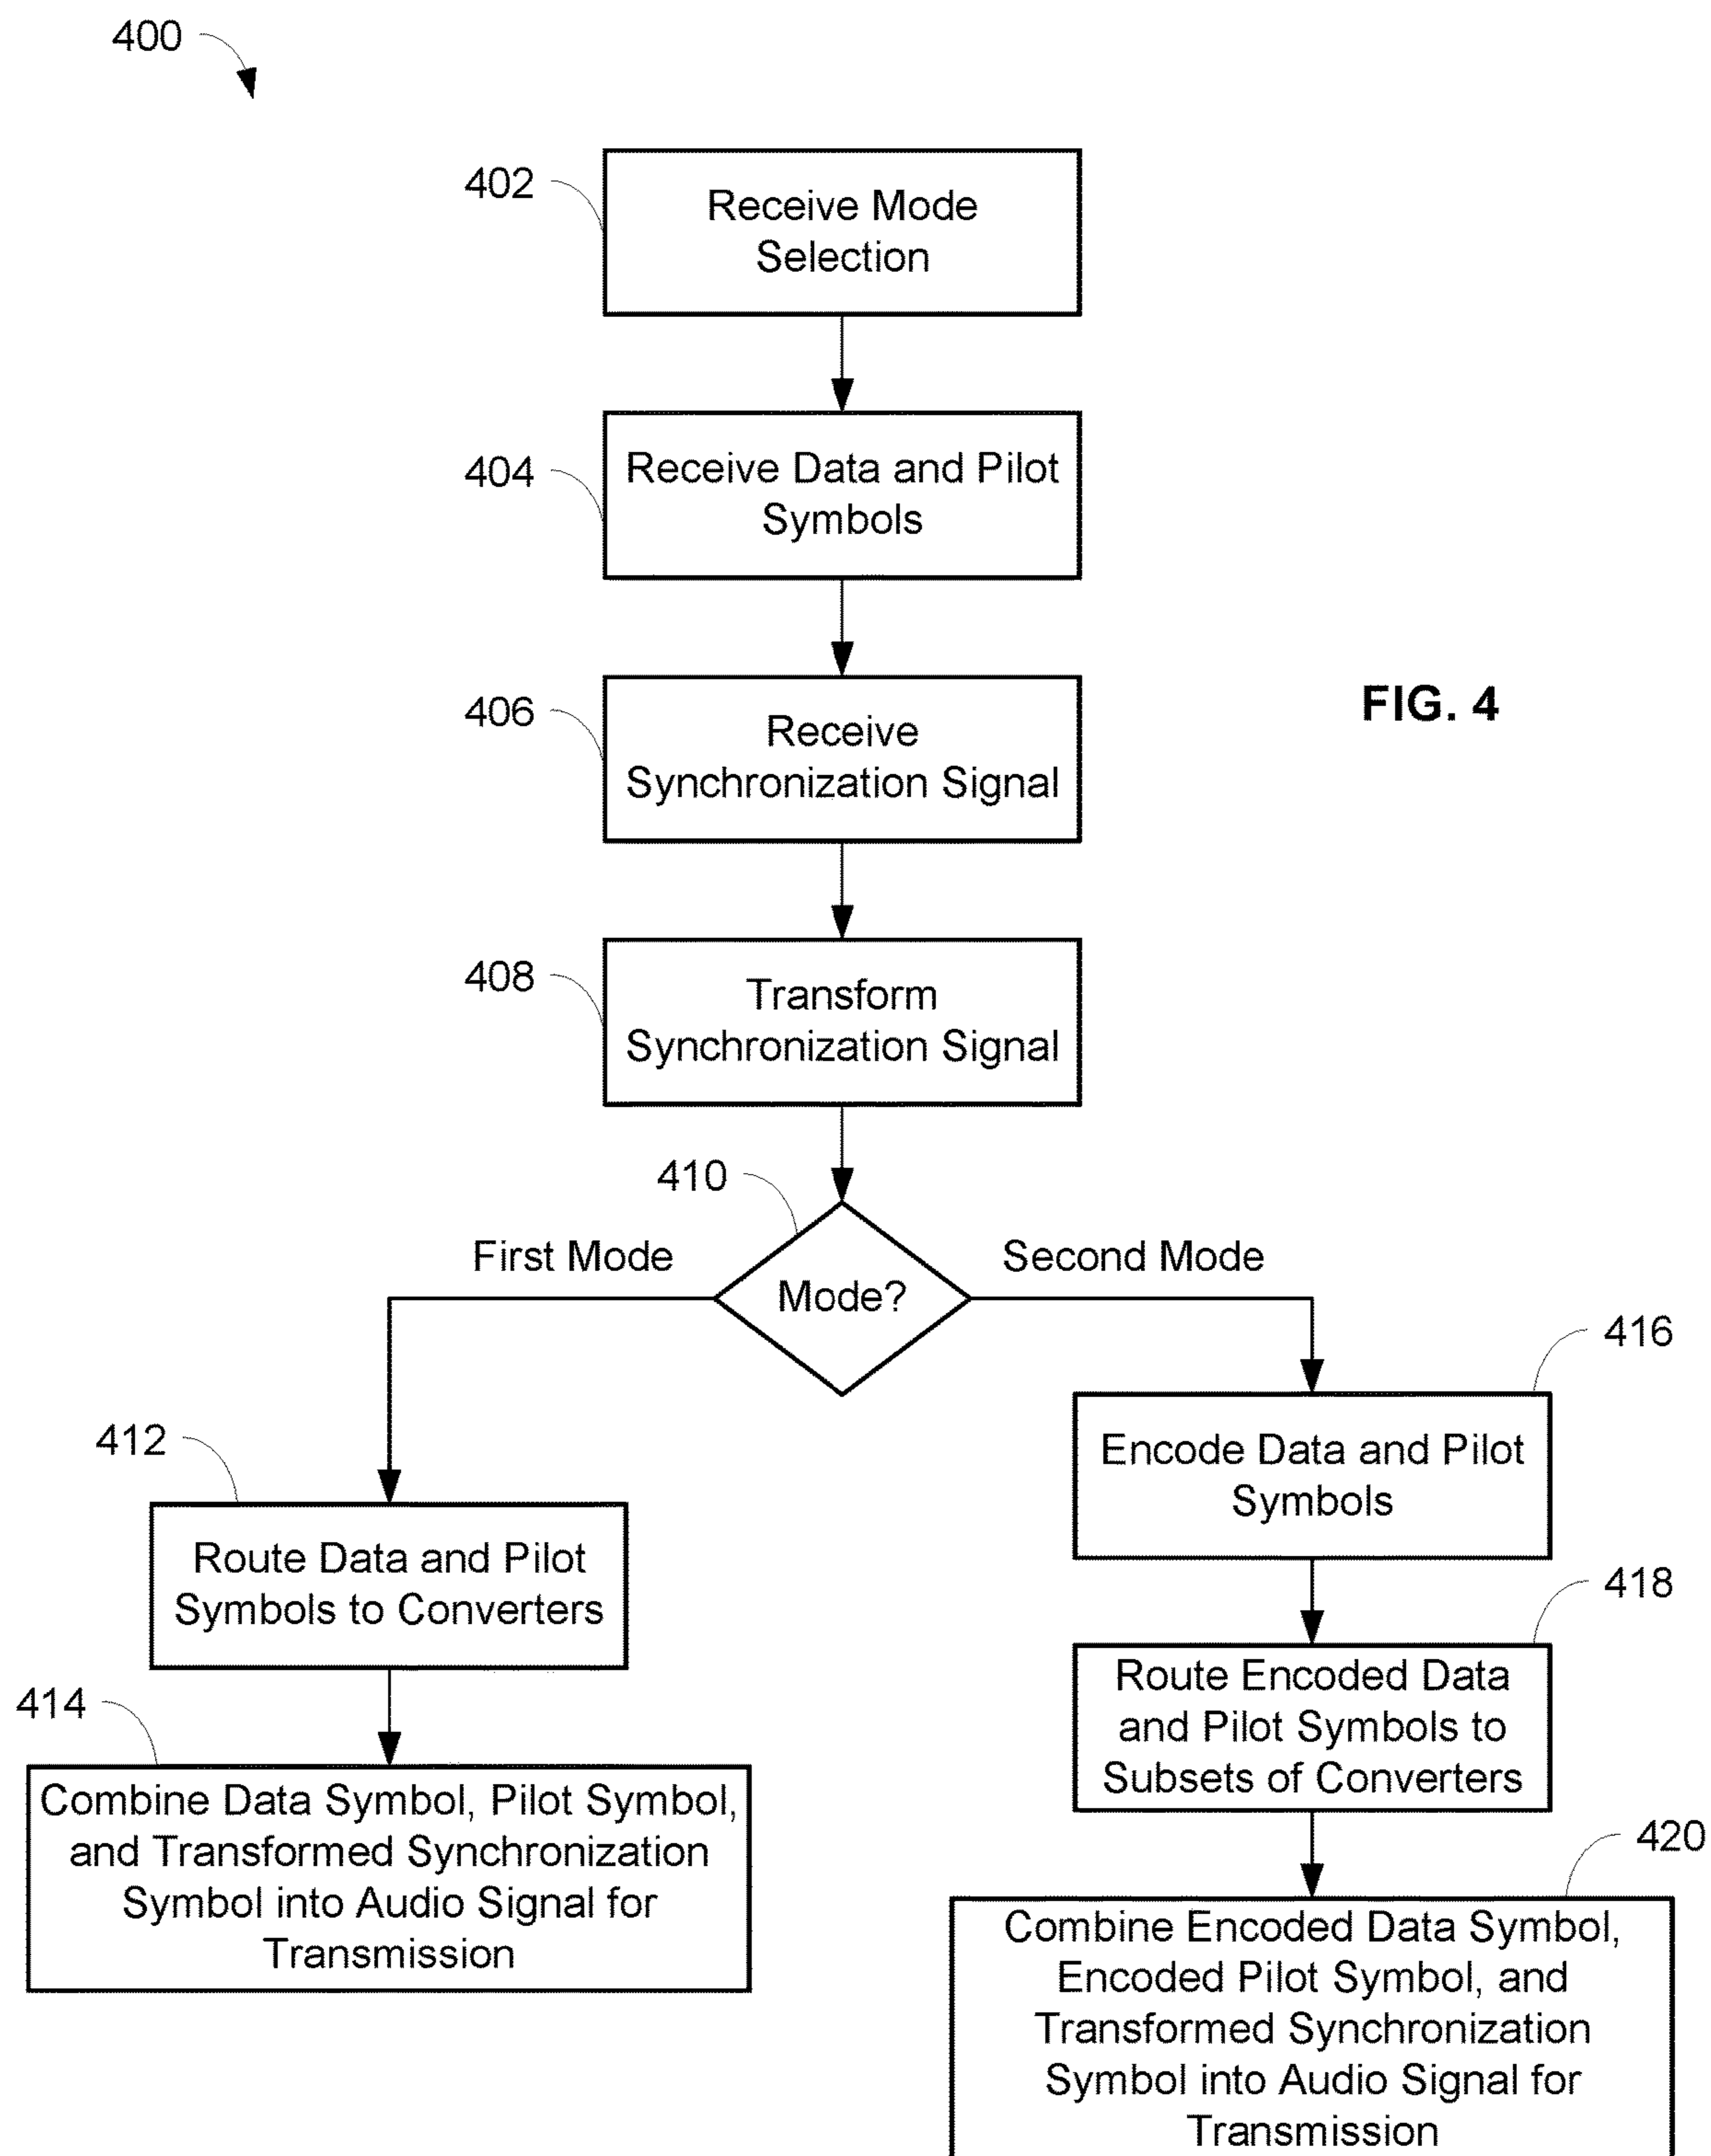 400
402
Receive Mode
Selection
404
Receive Data and Pilot
Symbols
406
Receive
Synchronization Signal
FIG. 4
408
Transform
Synchronization Signal
410
First Mode
Mode?
Second Mode
412
Route Data and Pilot
Symbols to Converters
414
Combine Data Symbol, Pilot Symbol,
and Transformed Synchronization
Symbol into Audio Signal for
Transmission
416
Encode Data and Pilot
Symbols
418
Route Encoded Data
and Pilot Symbols to
Subsets of Converters
420
Combine Encoded Data Symbol,
Encoded Pilot Symbol, and
Transformed Synchronization
Symbol into Audio Signal for
Transmission